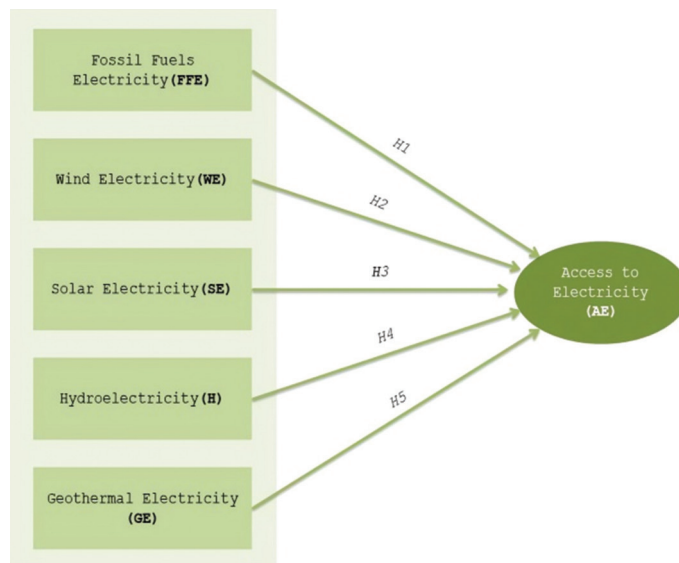 Fossil Fuels
Electricity(FFE)
H1
Wind Electricity(WE)
H2
Solar Electricity(SE)
H3
Access to
Electricity
(AE)
Hydroelectricity(H)
H4
Geothermal Electricity
(GE)
H5